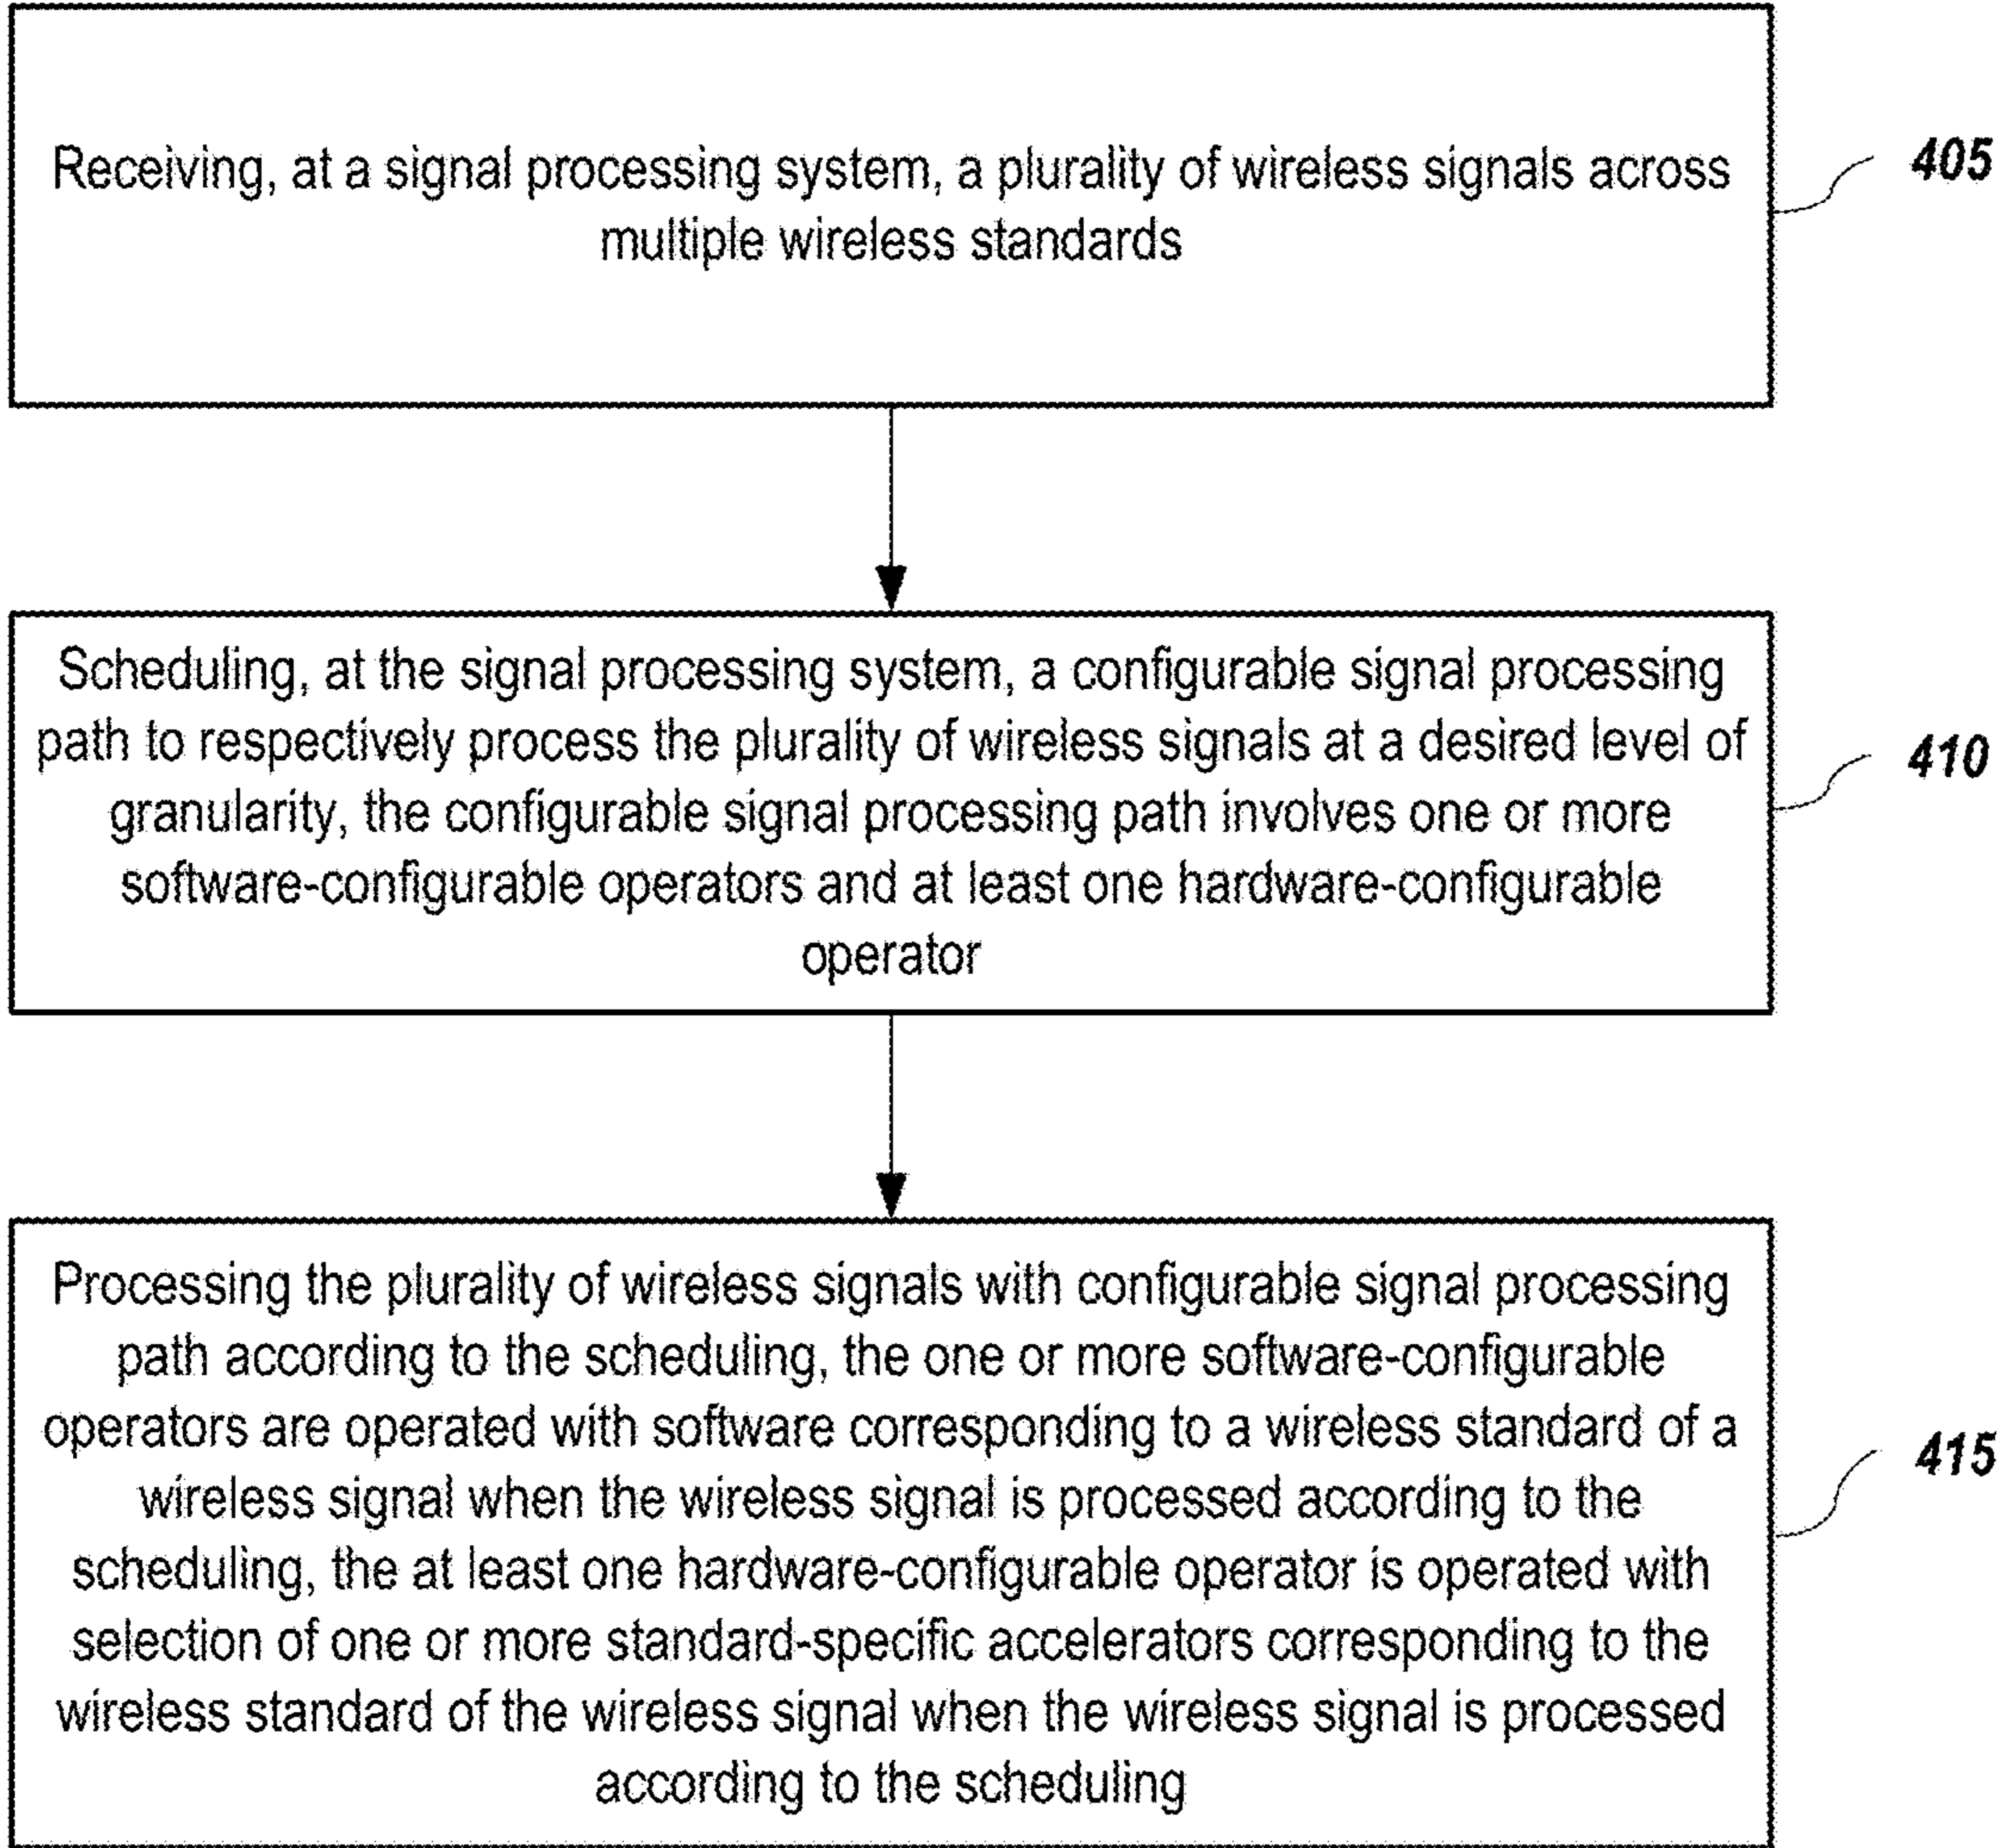 Receiving, at a signal processing system, a plurality of wireless signals across
multiple wireless standards
405
Scheduling, at the signal processing system, a configurable signal processing
path to respectively process the plurality of wireless signals at a desired level of
granularity, the configurable signal processing path involves one or more
software-configurable operators and at least one hardware-configurable
operator
410
Processing the plurality of wireless signals with configurable signal processing
path according to the scheduling, the one or more software-configurable
operators are operated with software corresponding to a wireless standard of a
wireless signal when the wireless signal is processed according to the
scheduling, the at least one hardware-configurable operator is operated with
selection of one or more standard-specific accelerators corresponding to the
wireless standard of the wireless signal when the wireless signal is processed
according to the scheduling
415